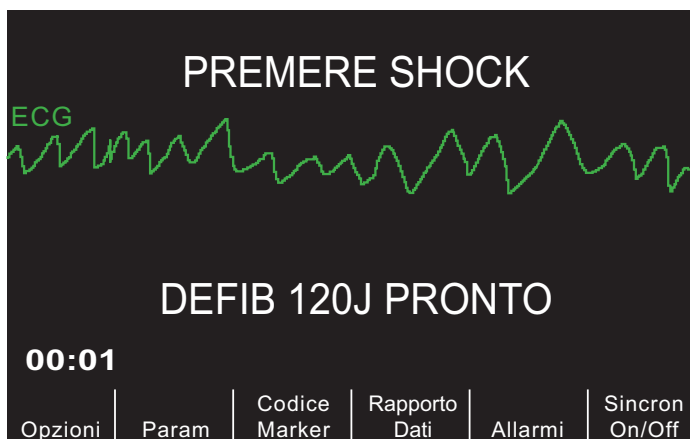 PREMERE SHOCK
ECG
DEFIB 120J PRONTO
00:01
Opzioni
Param
Codice
Marker
Rapporto
Dati
Allarmi
Sincron
On/Off